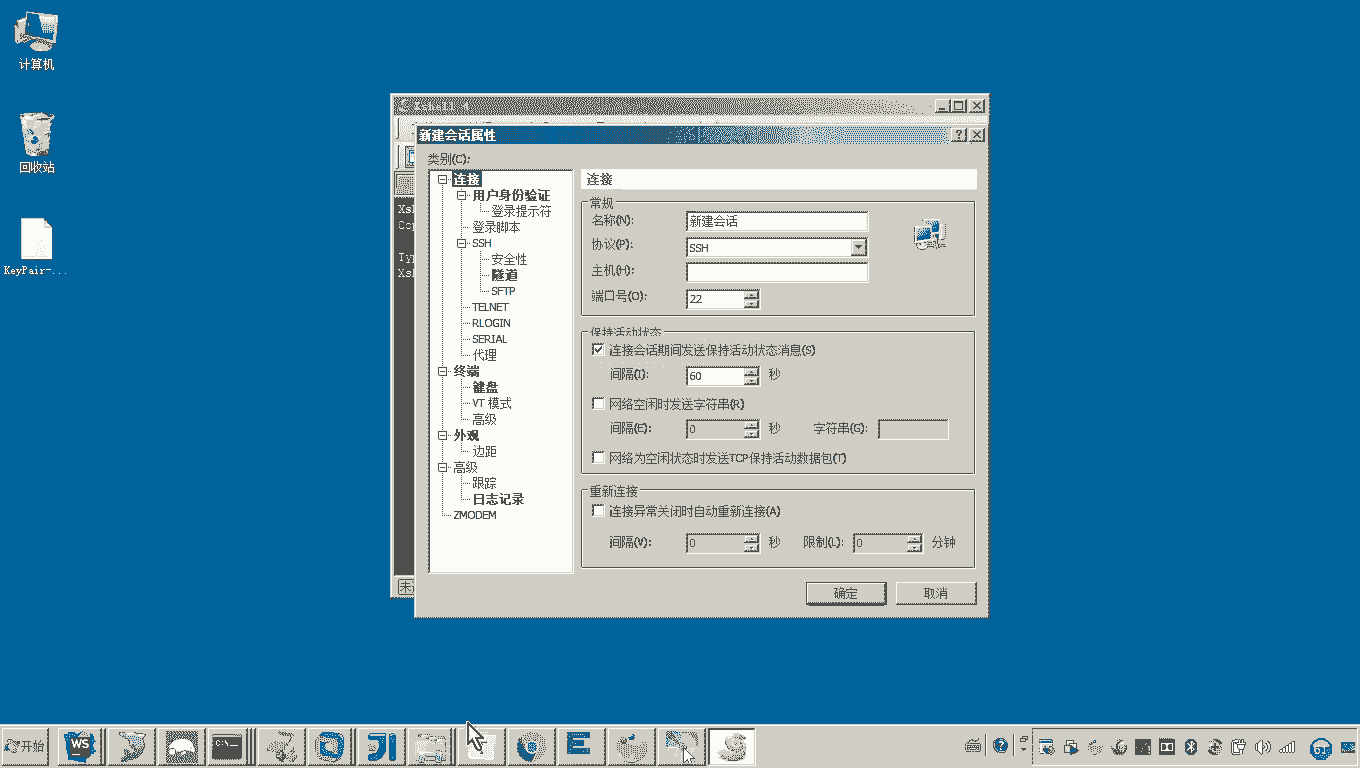 计算机
回收站
KeyPair-...
Xshell 4
新建会话属性
类别(C):
连接
用户身份验证
登录提示符
登录脚本
SSH
安全性
隧道
SFTP
TELNET
RLOGIN
SERIAL
代理
终端
键盘
VT 模式
高级
外观
边距
高级
跟踪
日志记录
ZMODEM
连接
常规
名称(N): 新建会话
协议(P): SSH
主机(H):
端口号(O): 22
保持活动状态
连接会话期间发送保持活动状态消息(S)
间隔(I): 60 秒
网络空闲时发送字符串(R)
间隔(E): 0 秒 字符串(G):
网络为空闲状态时发送TCP保持活动数据包(T)
重新连接
连接异常关闭时自动重新连接(A)
间隔(V): 0 秒 限制(L): 0 分钟
确定 取消
Xsh
Cop
Typ
Xsh
未
开始
WS
C:\
JI
E